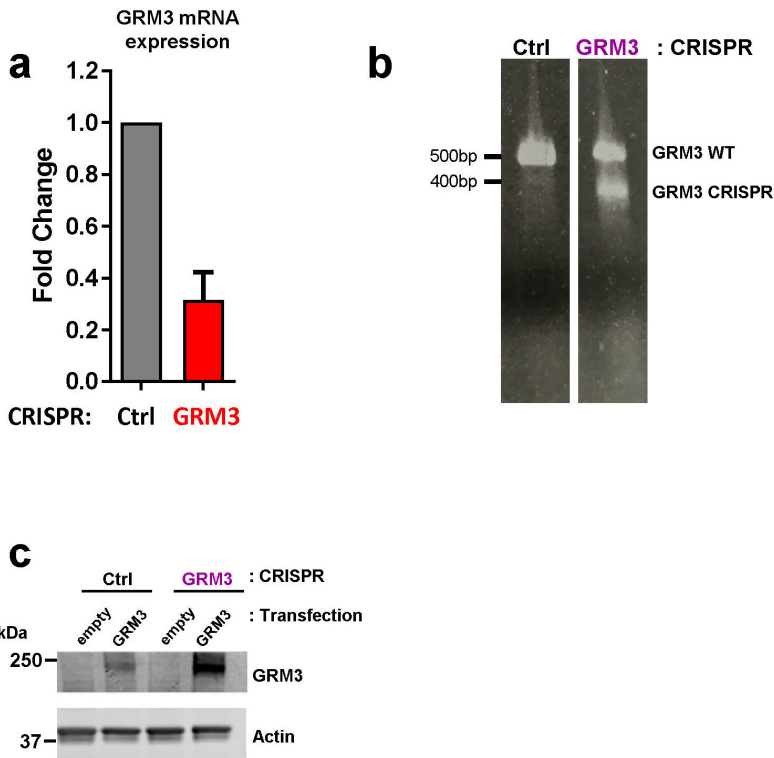 GRM3 mRNA
expression
a
1.2
1.0
0.8
0.6
0.4
0.2
0.0
Fold Change
CRISPR: Ctrl GRM3
b
Ctrl GRM3 : CRISPR
500bp
400bp
GRM3 WT
GRM3 CRISPR
c
Ctrl GRM3 : CRISPR
empty GRM3 empty GRM3 : Transfection
kDa
250
GRM3
37
Actin